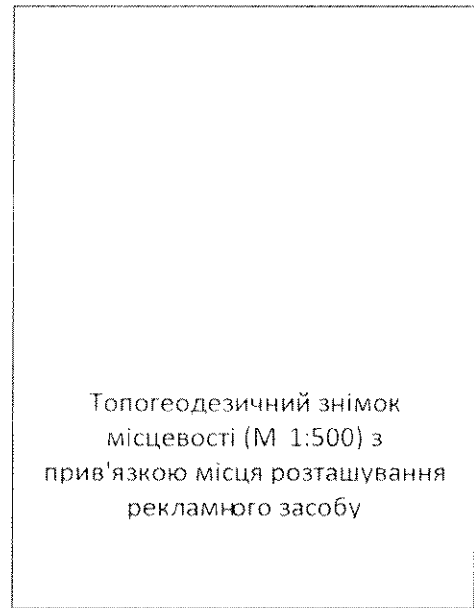 Топогеодезичний знімок
місцевості (М 1:500) з
прив'язкою місця розташування
рекламного засобу